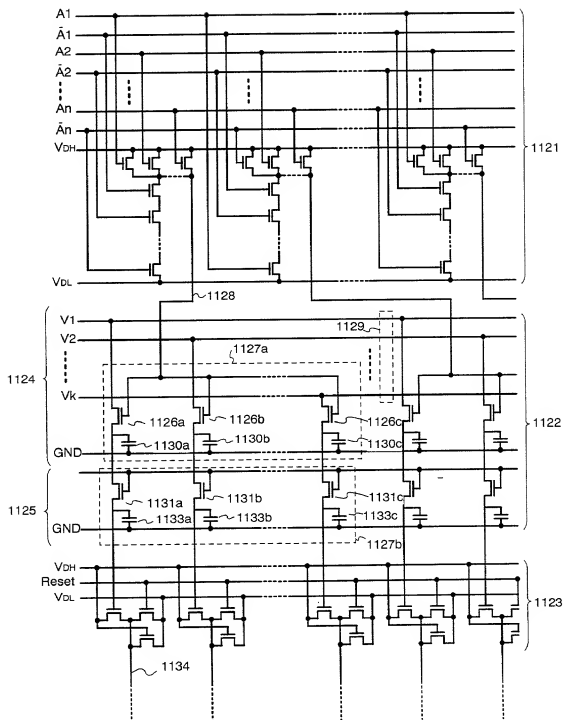 A1
Ā1
A2
Ā2
An
Ān
VDH
1121
VDL
1128
1129
V1
V2
1127a
1124
Vk
1126a
1126b
1126c
1122
1130a
1130b
1130c
GND
1131a
1131b
1131c
1125
1133a
1133b
1133c
GND
1127b
VDH
Reset
1123
VDL
1134